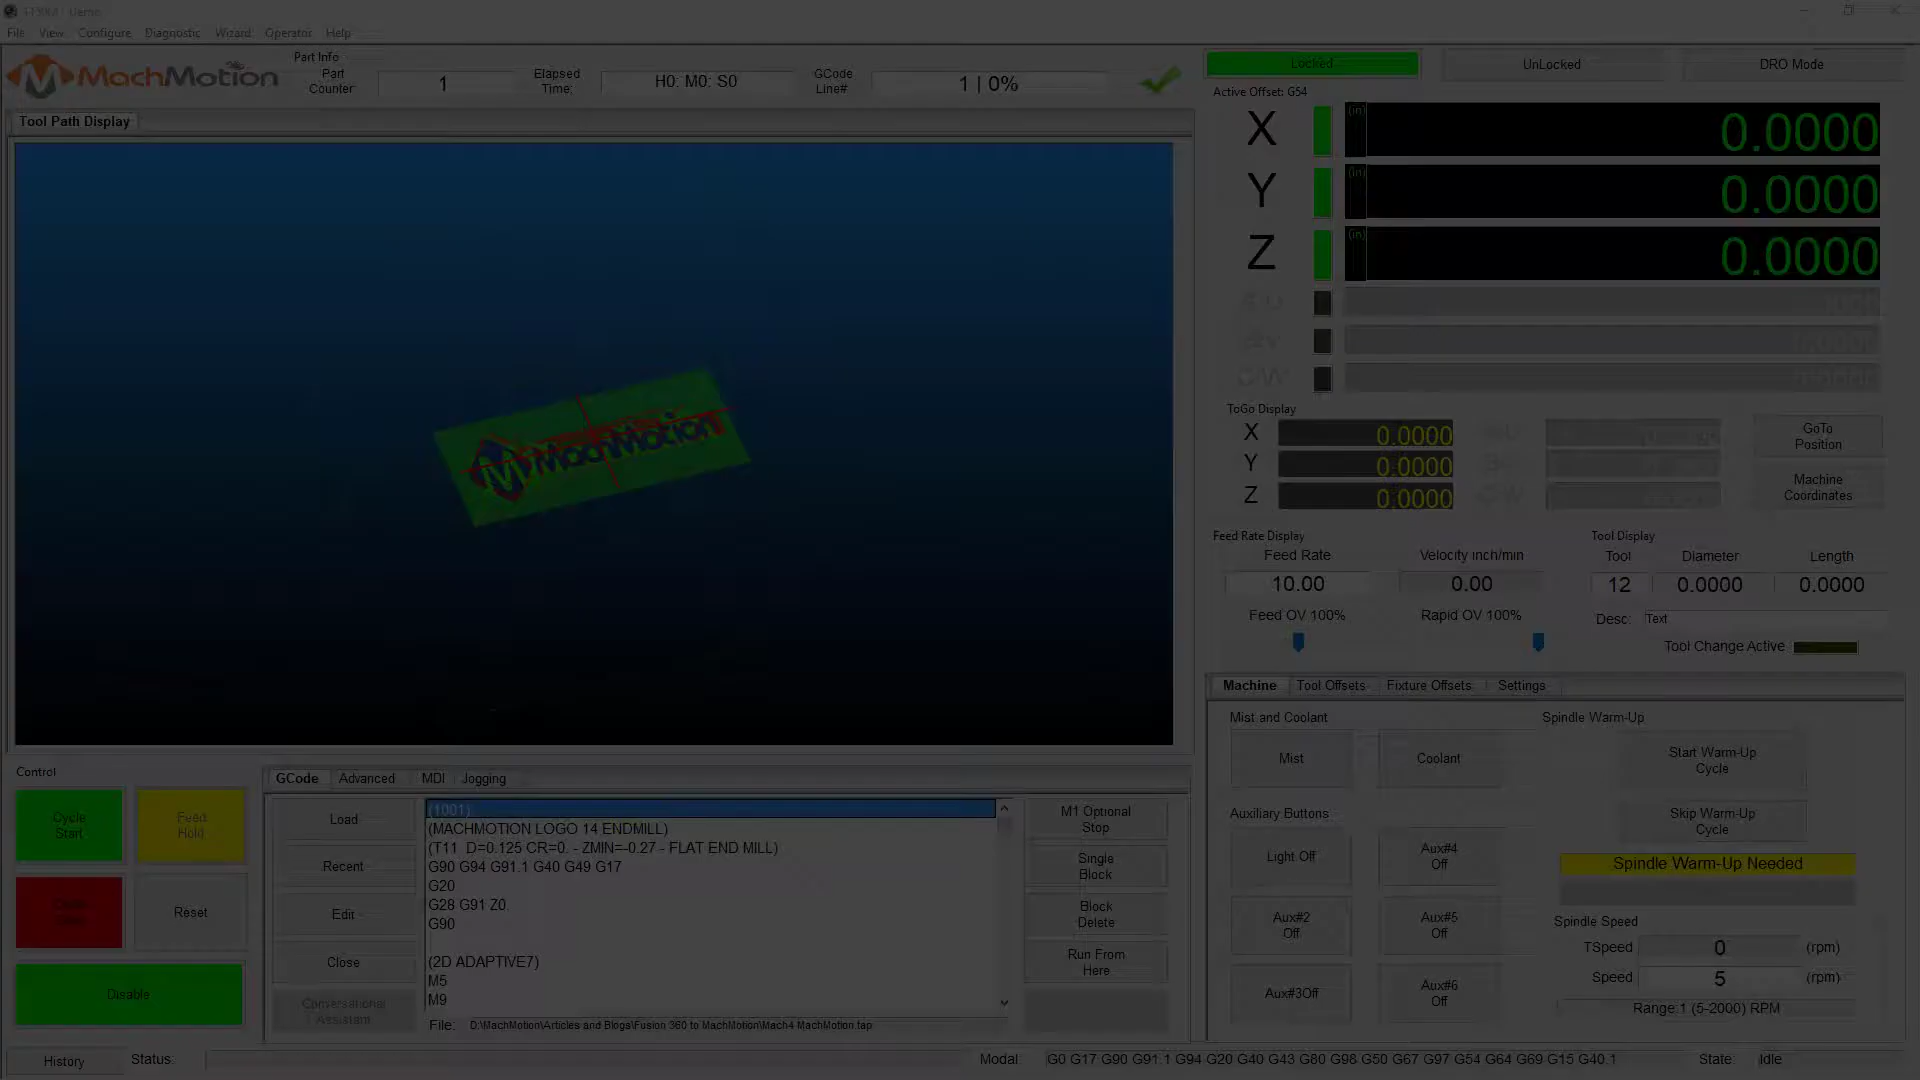 File View Configure Diagnostic Wizard Operator Help
MachMotion
Part Info
Part Counter 1
Elapsed Time: H0: M0: S0
GCode Line# 1 | 0%
Locked UnLocked DRO Mode
Active Offset: G54
Tool Path Display
X (in) 0.0000
Y (in) 0.0000
Z (in) 0.0000
MachMotion
ToGo Display
X 0.0000
Y 0.0000
Z 0.0000
GoTo Position
Machine Coordinates
Feed Rate Display
Feed Rate Velocity inch/min
10.00 0.00
Feed OV 100% Rapid OV 100%
Tool Display
Tool Diameter Length
12 0.0000 0.0000
Desc: Text
Tool Change Active
Machine Tool Offsets Fixture Offsets Settings
Mist and Coolant
Mist Coolant
Auxiliary Buttons
Light Off
Aux#4 Off
Aux#2 Off
Aux#5 Off
Aux#3Off
Aux#6 Off
Spindle Warm-Up
Start Warm-Up Cycle
Skip Warm-Up Cycle
Spindle Warm-Up Needed
Spindle Speed
TSpeed 0 (rpm)
Speed 5 (rpm)
Range:1 (5-2000) RPM
Control
Cycle Start
Feed Hold
Reset
Disable
GCode Advanced MDI Jogging
Load
Recent
Edit
Close
Conversational Assistant
(1001)
(MACHMOTION LOGO 14 ENDMILL)
(T11 D=0.125 CR=0. - ZMIN=-0.27 - FLAT END MILL)
G90 G94 G91.1 G40 G49 G17
G20
G28 G91 Z0.
G90
(2D ADAPTIVE7)
M5
M9
File: D:\MachMotion\Articles and Blogs\Fusion 360 to MachMotion\Mach4 MachMotion.tap
M1 Optional Stop
Single Block
Block Delete
Run From Here
History Status:
Modal: G0 G17 G90 G91.1 G94 G20 G40 G43 G80 G98 G50 G67 G97 G54 G64 G69 G15 G40.1
State: Idle